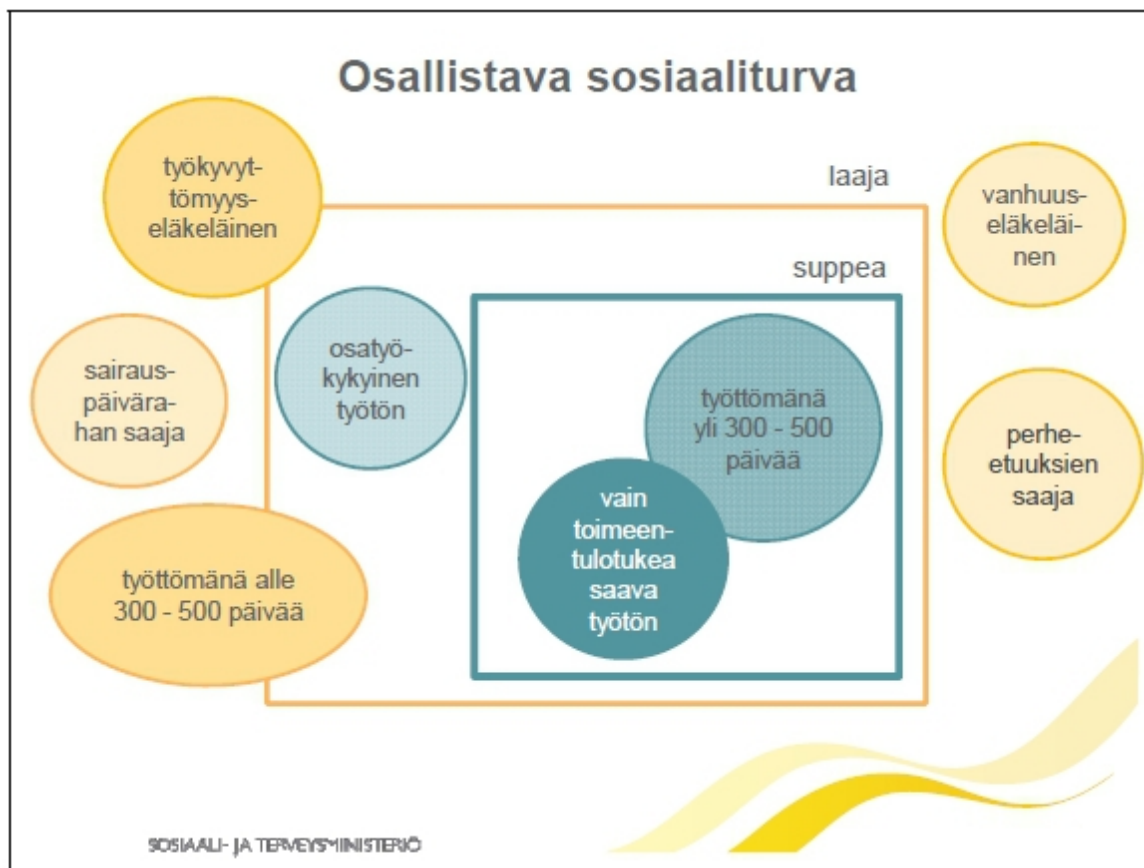 Osallistava sosiaaliturva
työkyvyt-
tömyys-
eläkeläinen
laaja
vanhuus-
eläkeläi-
nen
suppea
sairaus-
päivära-
han saaja
osatyö-
kykyinen
työtön
työttömänä
yli 300 - 500
päivää
perhe-
etuuksien
saaja
vain
toimeen-
tulotukea
saava
työtön
työttömänä alle
300 - 500 päivää
SOSIAALI- JA TERVEYSMINISTERIÖ